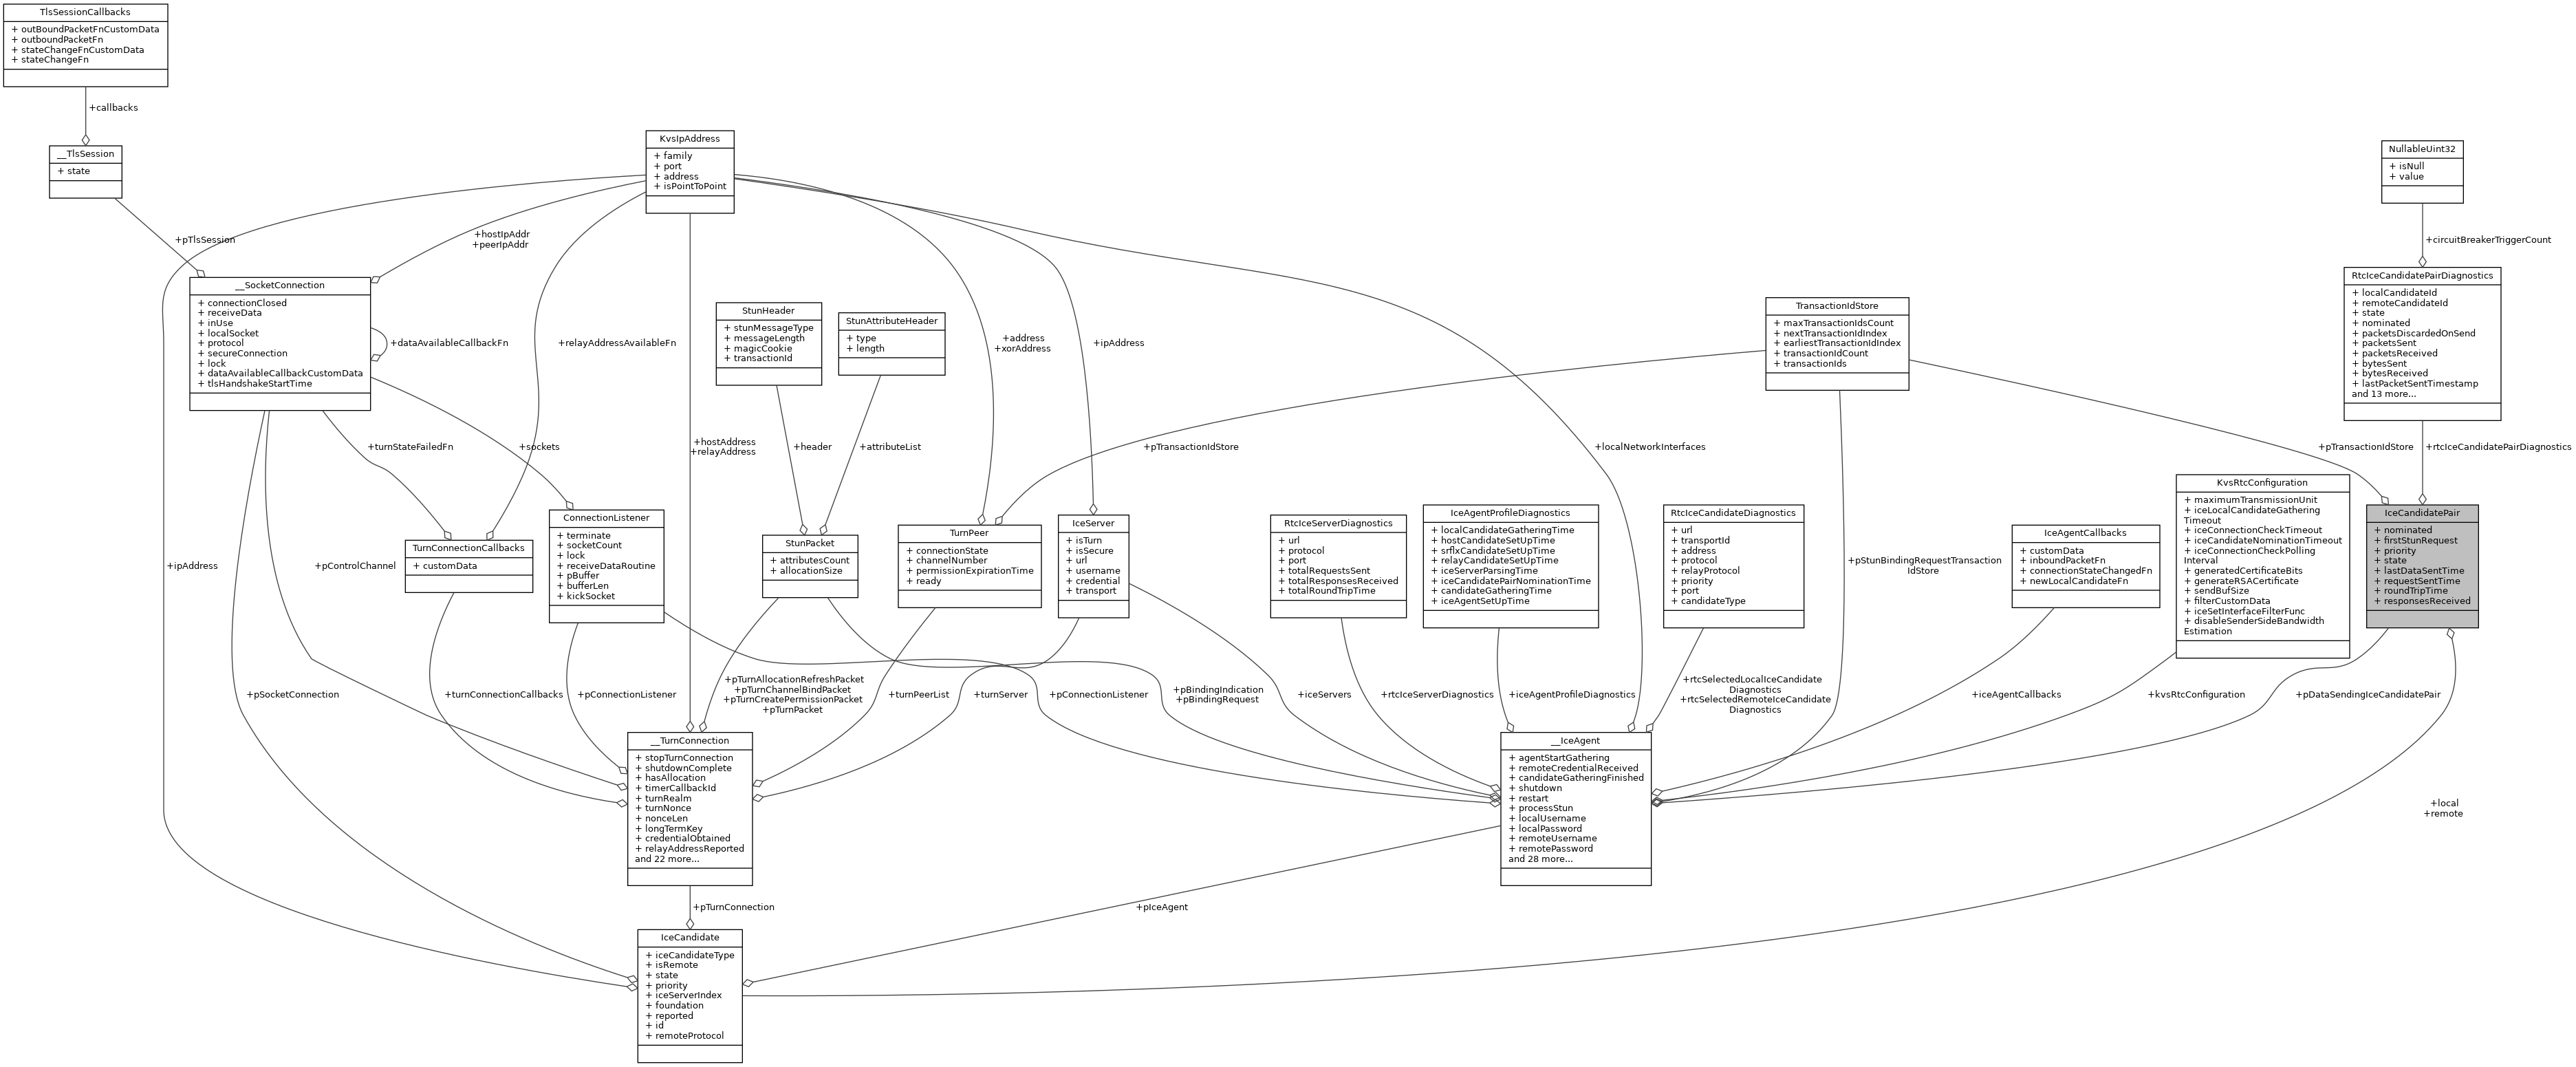 TlsSessionCallbacks
+ outBoundPacketFnCustomData
+ outboundPacketFn
+ stateChangeFnCustomData
+ stateChangeFn
+callbacks
__TlsSession
+ state
+pTlsSession
KvsIpAddress
+ family
+ port
+ address
+ isPointToPoint
+hostIpAddr
+peerIpAddr
NullableUint32
+ isNull
+ value
+circuitBreakerTriggerCount
__SocketConnection
+ connectionClosed
+ receiveData
+ inUse
+ localSocket
+ protocol
+ secureConnection
+ lock
+ dataAvailableCallbackCustomData
+ tlsHandshakeStartTime
+dataAvailableCallbackFn
+relayAddressAvailableFn
StunHeader
+ stunMessageType
+ messageLength
+ magicCookie
+ transactionId
StunAttributeHeader
+ type
+ length
+address
+xorAddress
+ipAddress
TransactionIdStore
+ maxTransactionIdsCount
+ nextTransactionIdIndex
+ earliestTransactionIdIndex
+ transactionIdCount
+ transactionIds
RtcIceCandidatePairDiagnostics
+ localCandidateId
+ remoteCandidateId
+ state
+ nominated
+ packetsDiscardedOnSend
+ packetsSent
+ packetsReceived
+ bytesSent
+ bytesReceived
+ lastPacketSentTimestamp
and 13 more...
+turnStateFailedFn
+sockets
+hostAddress
+relayAddress
+header
+attributeList
+pTransactionIdStore
+localNetworkInterfaces
+pTransactionIdStore
+rtcIceCandidatePairDiagnostics
+ipAddress
+pControlChannel
TurnConnectionCallbacks
+ customData
ConnectionListener
+ terminate
+ socketCount
+ lock
+ receiveDataRoutine
+ pBuffer
+ bufferLen
+ kickSocket
StunPacket
+ attributesCount
+ allocationSize
TurnPeer
+ connectionState
+ channelNumber
+ permissionExpirationTime
+ ready
IceServer
+ isTurn
+ isSecure
+ url
+ username
+ credential
+ transport
RtcIceServerDiagnostics
+ url
+ protocol
+ port
+ totalRequestsSent
+ totalResponsesReceived
+ totalRoundTripTime
IceAgentProfileDiagnostics
+ localCandidateGatheringTime
+ hostCandidateSetUpTime
+ srflxCandidateSetUpTime
+ relayCandidateSetUpTime
+ iceServerParsingTime
+ iceCandidatePairNominationTime
+ candidateGatheringTime
+ iceAgentSetUpTime
RtcIceCandidateDiagnostics
+ url
+ transportId
+ address
+ protocol
+ relayProtocol
+ priority
+ port
+ candidateType
+pStunBindingRequestTransaction
IdStore
IceAgentCallbacks
+ customData
+ inboundPacketFn
+ connectionStateChangedFn
+ newLocalCandidateFn
KvsRtcConfiguration
+ maximumTransmissionUnit
+ iceLocalCandidateGathering
Timeout
+ iceConnectionCheckTimeout
+ iceCandidateNominationTimeout
+ iceConnectionCheckPolling
Interval
+ generatedCertificateBits
+ generateRSACertificate
+ sendBufSize
+ filterCustomData
+ iceSetInterfaceFilterFunc
+ disableSenderSideBandwidth
Estimation
IceCandidatePair
+ nominated
+ firstStunRequest
+ priority
+ state
+ lastDataSentTime
+ requestSentTime
+ roundTripTime
+ responsesReceived
+pSocketConnection
+turnConnectionCallbacks
+pConnectionListener
+pTurnAllocationRefreshPacket
+pTurnChannelBindPacket
+pTurnCreatePermissionPacket
+pTurnPacket
+turnPeerList
+turnServer
+pConnectionListener
+pBindingIndication
+pBindingRequest
+iceServers
+rtcIceServerDiagnostics
+iceAgentProfileDiagnostics
+rtcSelectedLocalIceCandidate
Diagnostics
+rtcSelectedRemoteIceCandidate
Diagnostics
+iceAgentCallbacks
+kvsRtcConfiguration
+pDataSendingIceCandidatePair
__TurnConnection
+ stopTurnConnection
+ shutdownComplete
+ hasAllocation
+ timerCallbackId
+ turnRealm
+ turnNonce
+ nonceLen
+ longTermKey
+ credentialObtained
+ relayAddressReported
and 22 more...
__IceAgent
+ agentStartGathering
+ remoteCredentialReceived
+ candidateGatheringFinished
+ shutdown
+ restart
+ processStun
+ localUsername
+ localPassword
+ remoteUsername
+ remotePassword
and 28 more...
+local
+remote
+pTurnConnection
+pIceAgent
IceCandidate
+ iceCandidateType
+ isRemote
+ state
+ priority
+ iceServerIndex
+ foundation
+ reported
+ id
+ remoteProtocol